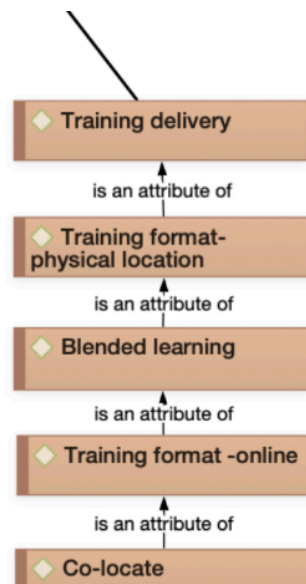 Training delivery
is an attribute of
Training format-
physical location
is an attribute of
Blended learning
is an attribute of
Training format -online
is an attribute of
Co-locate